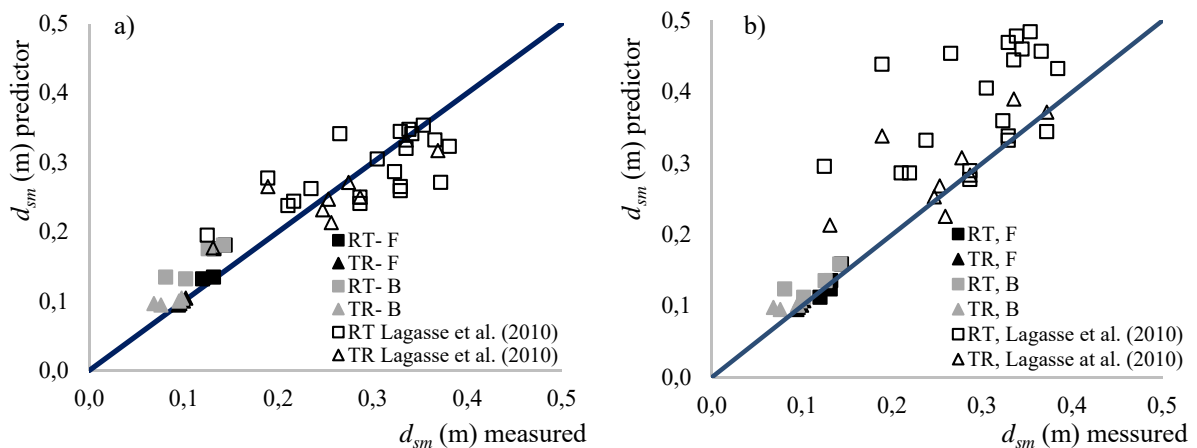 a)
0,5
0,4
0,3
0,2
0,1
0,0
d_sm (m) predictor
RT- F
TR- F
RT- B
TR- B
RT Lagasse et al. (2010)
TR Lagasse et al. (2010)
0,0 0,1 0,2 0,3 0,4 0,5
d_sm (m) measured
b)
0,5
0,4
0,3
0,2
0,1
0,0
d_sm (m) predictor
RT, F
TR, F
RT, B
TR, B
RT, Lagasse et al. (2010)
TR, Lagasse at al. 2010)
0,0 0,1 0,2 0,3 0,4 0,5
d_sm (m) messured